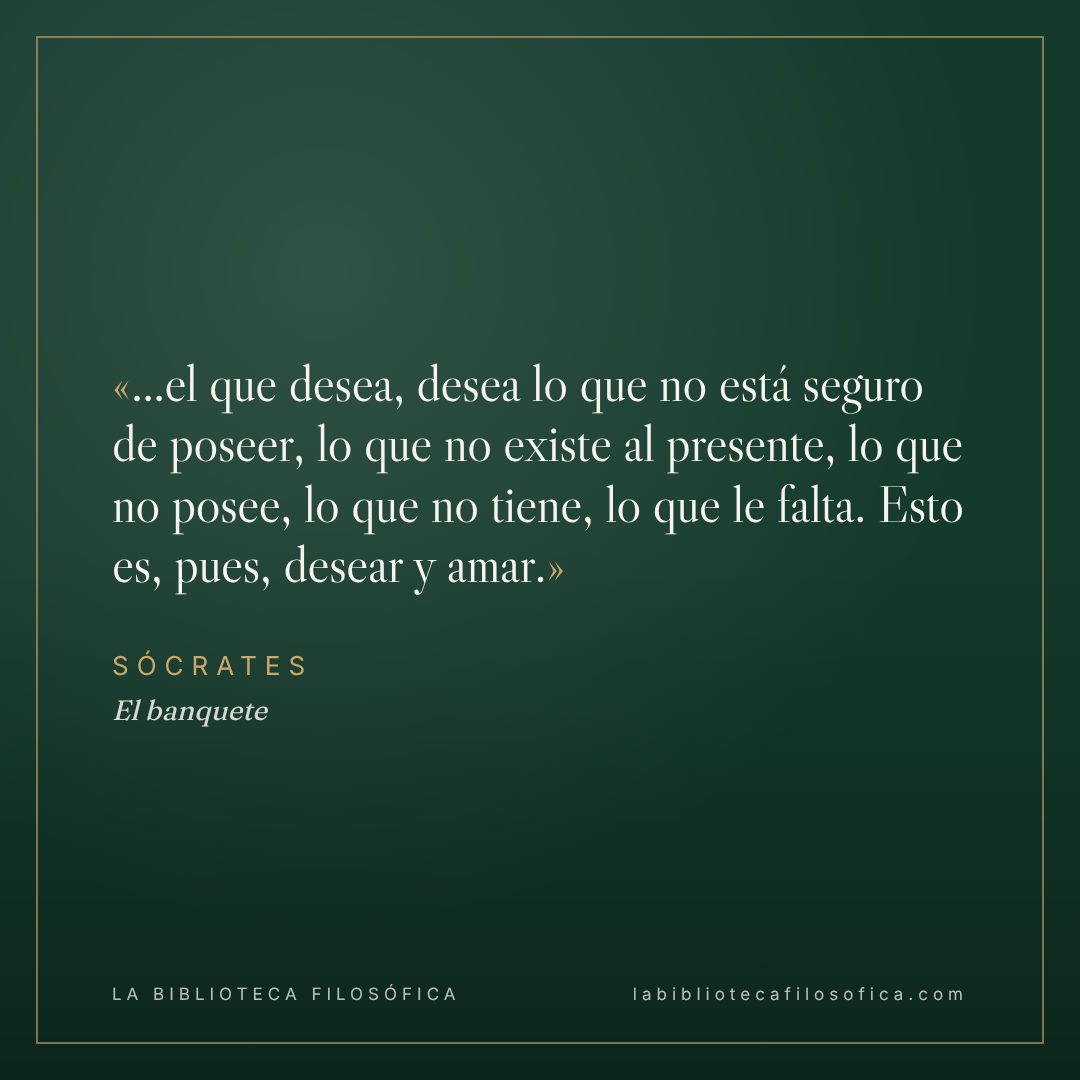 «...el que desea, desea lo que no está seguro
de poseer, lo que no existe al presente, lo que
no posee, lo que no tiene, lo que le falta. Esto
es, pues, desear y amar.»
SÓCRATES
El banquete
LA BIBLIOTECA FILOSÓFICA
labibliotecafilosofica.com